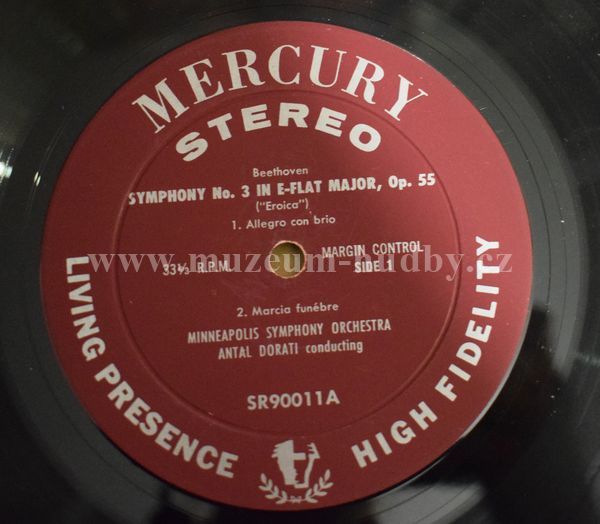 MERCURY
STEREO
Beethoven
SYMPHONY No. 3 IN E-FLAT MAJOR, Op. 55
("Eroica")
1. Allegro con brio
33⅓ R.P.M.
MARGIN CONTROL
SIDE 1
www.muzeum-hudby.cz
2. Marcia funébre
MINNEAPOLIS SYMPHONY ORCHESTRA
ANTAL DORATI conducting
SR90011A
LIVING PRESENCE
HIGH FIDELITY